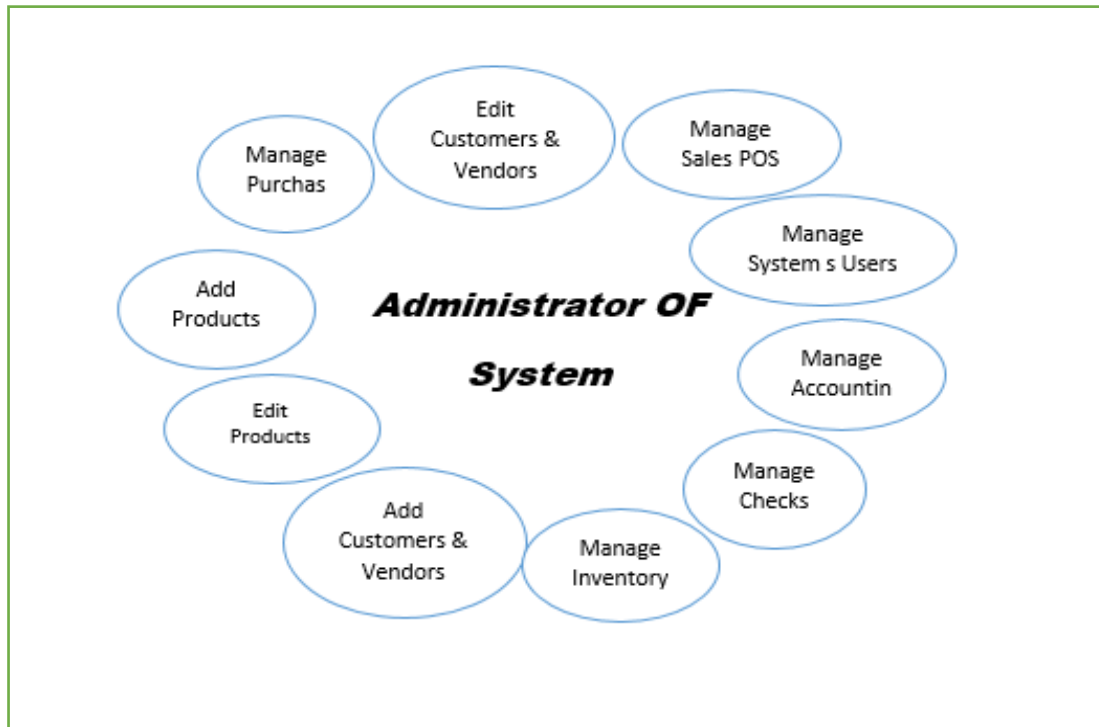 Edit
Customers &
Vendors
Manage
Sales POS
Manage
Purchas
Manage
System s Users
Add
Products
Administrator OF
System
Manage
Accountin
Edit
Products
Manage
Checks
Add
Customers &
Vendors
Manage
Inventory